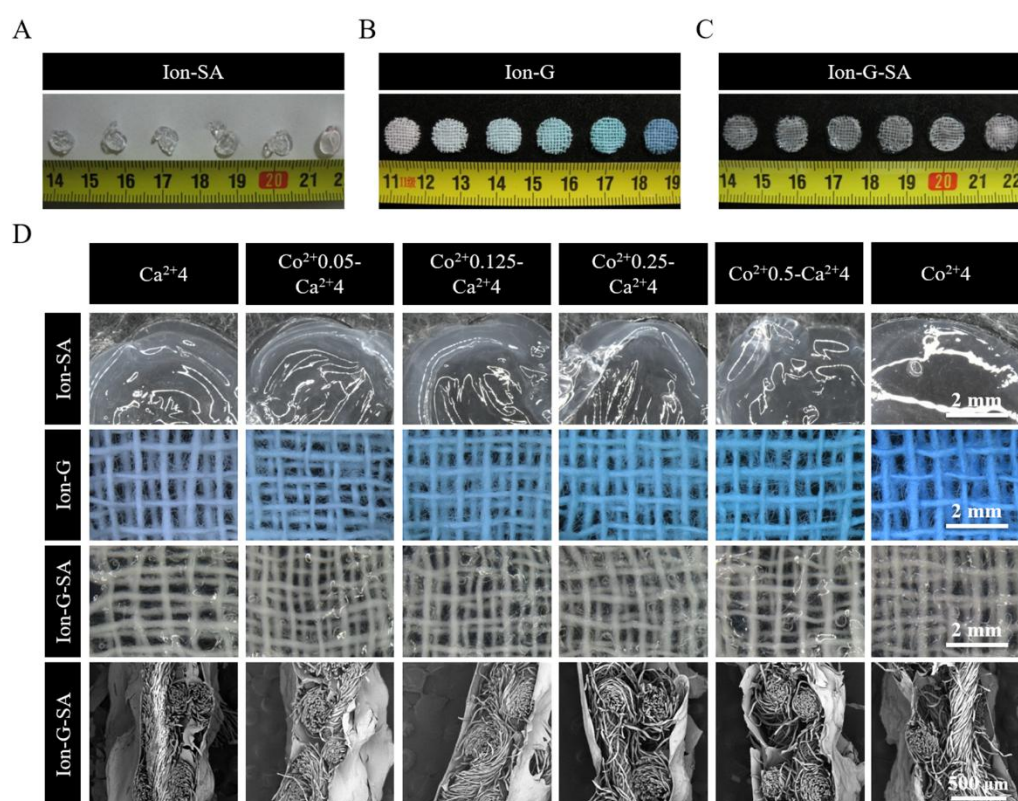 A
B
C
Ion-SA
Ion-G
Ion-G-SA
14 15 16 17 18 19 20 21 2
11 II级 12 13 14 15 16 17 18 19
14 15 16 17 18 19 20 21 22
D
Ca²⁺4
Co²⁺0.05-
Ca²⁺4
Co²⁺0.125-
Ca²⁺4
Co²⁺0.25-
Ca²⁺4
Co²⁺0.5-Ca²⁺4
Co²⁺4
Ion-SA
2 mm
Ion-G
2 mm
Ion-G-SA
2 mm
Ion-G-SA
500 μm